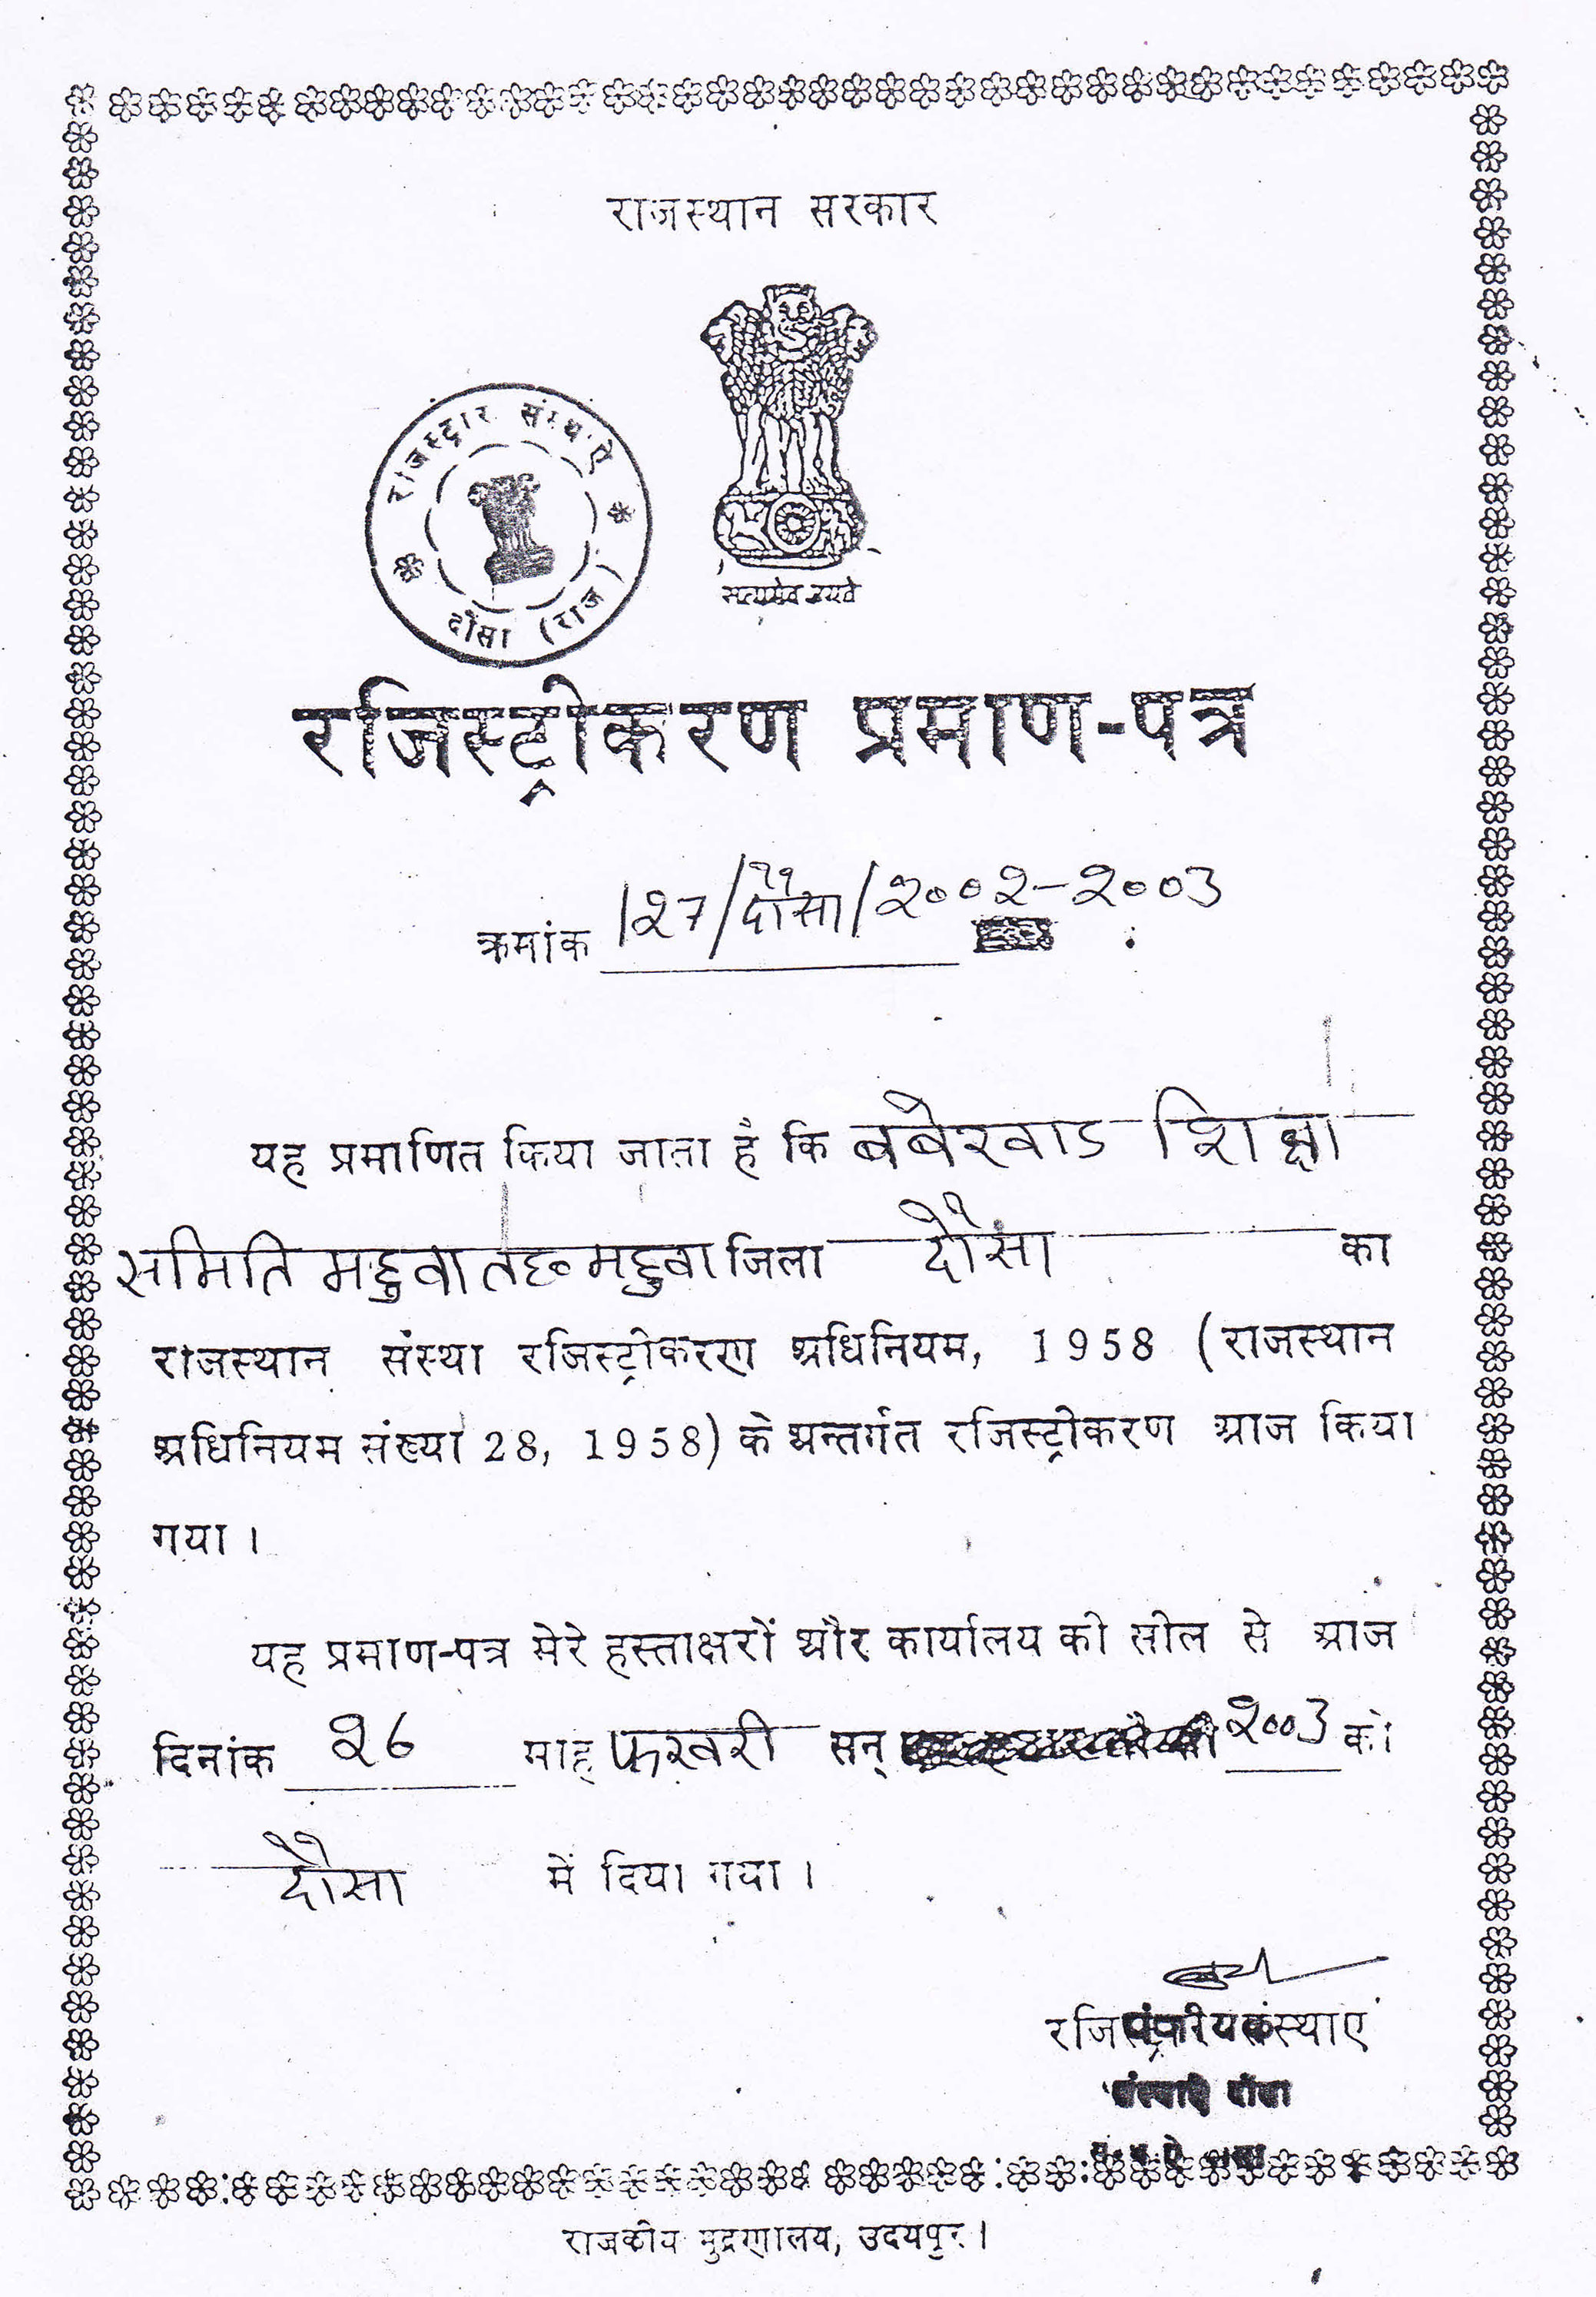 राजस्थान सरकार
रजिस्ट्रार संस्थाऐं
दौसा (राज)
सत्यमेव जयते
रजिस्ट्रीकरण प्रमाण-पत्र
क्रमांक 127/दौसा/2002-2003
यह प्रमाणित किया जाता है कि बबेरवाड शिक्षा
समिति महुवा तह० महुवा जिला दौसा का
राजस्थान संस्था रजिस्ट्रीकरण अधिनियम, 1958 (राजस्थान
अधिनियम संख्या 28, 1958) के अन्तर्गत रजिस्ट्रीकरण आज किया
गया।
यह प्रमाण-पत्र मेरे हस्ताक्षरों और कार्यालय की सील से आज
दिनांक 26 माह फरवरी सन् 2003 को
दौसा में दिया गया।
रजिस्ट्रार संस्थाएं
संस्थाऐं दौसा
राजकीय मुद्रणालय, उदयपुर।